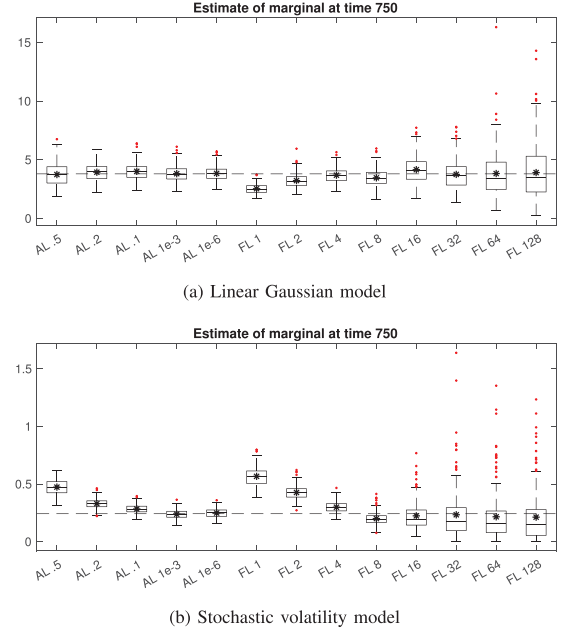 Estimate of marginal at time 750
15
10
5
0
AL .5 AL .2 AL .1 AL 1e-3 AL 1e-6 FL 1 FL 2 FL 4 FL 8 FL 16 FL 32 FL 64 FL 128
(a) Linear Gaussian model
Estimate of marginal at time 750
1.5
1
0.5
0
AL .5 AL .2 AL .1 AL 1e-3 AL 1e-6 FL 1 FL 2 FL 4 FL 8 FL 16 FL 32 FL 64 FL 128
(b) Stochastic volatility model